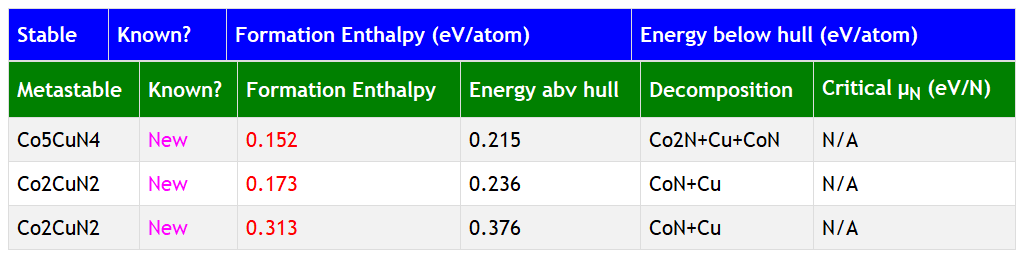 Stable Known? Formation Enthalpy (eV/atom) Energy below hull (eV/atom)
Metastable Known? Formation Enthalpy Energy abv hull Decomposition Critical μN (eV/N)
Co5CuN4 New 0.152 0.215 Co2N+Cu+CoN N/A
Co2CuN2 New 0.173 0.236 CoN+Cu N/A
Co2CuN2 New 0.313 0.376 CoN+Cu N/A